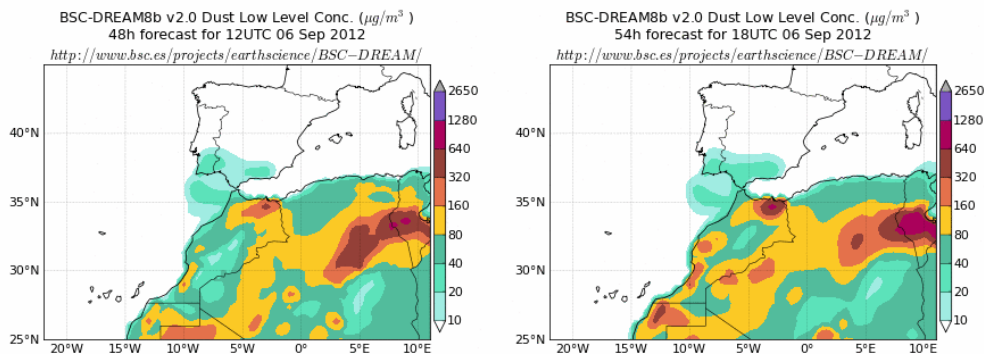 BSC-DREAM8b v2.0 Dust Low Level Conc. (μg/m³ )
48h forecast for 12UTC 06 Sep 2012
http://www.bsc.es/projects/earthscience/BSC−DREAM/
40°N
35°N
30°N
25°N
20°W
15°W
10°W
5°W
0°E
5°E
10°E
2650
1280
640
320
160
80
40
20
10
BSC-DREAM8b v2.0 Dust Low Level Conc. (μg/m³ )
54h forecast for 18UTC 06 Sep 2012
http://www.bsc.es/projects/earthscience/BSC−DREAM/
40°N
35°N
30°N
25°N
20°W
15°W
10°W
5°W
0°E
5°E
10°E
2650
1280
640
320
160
80
40
20
10